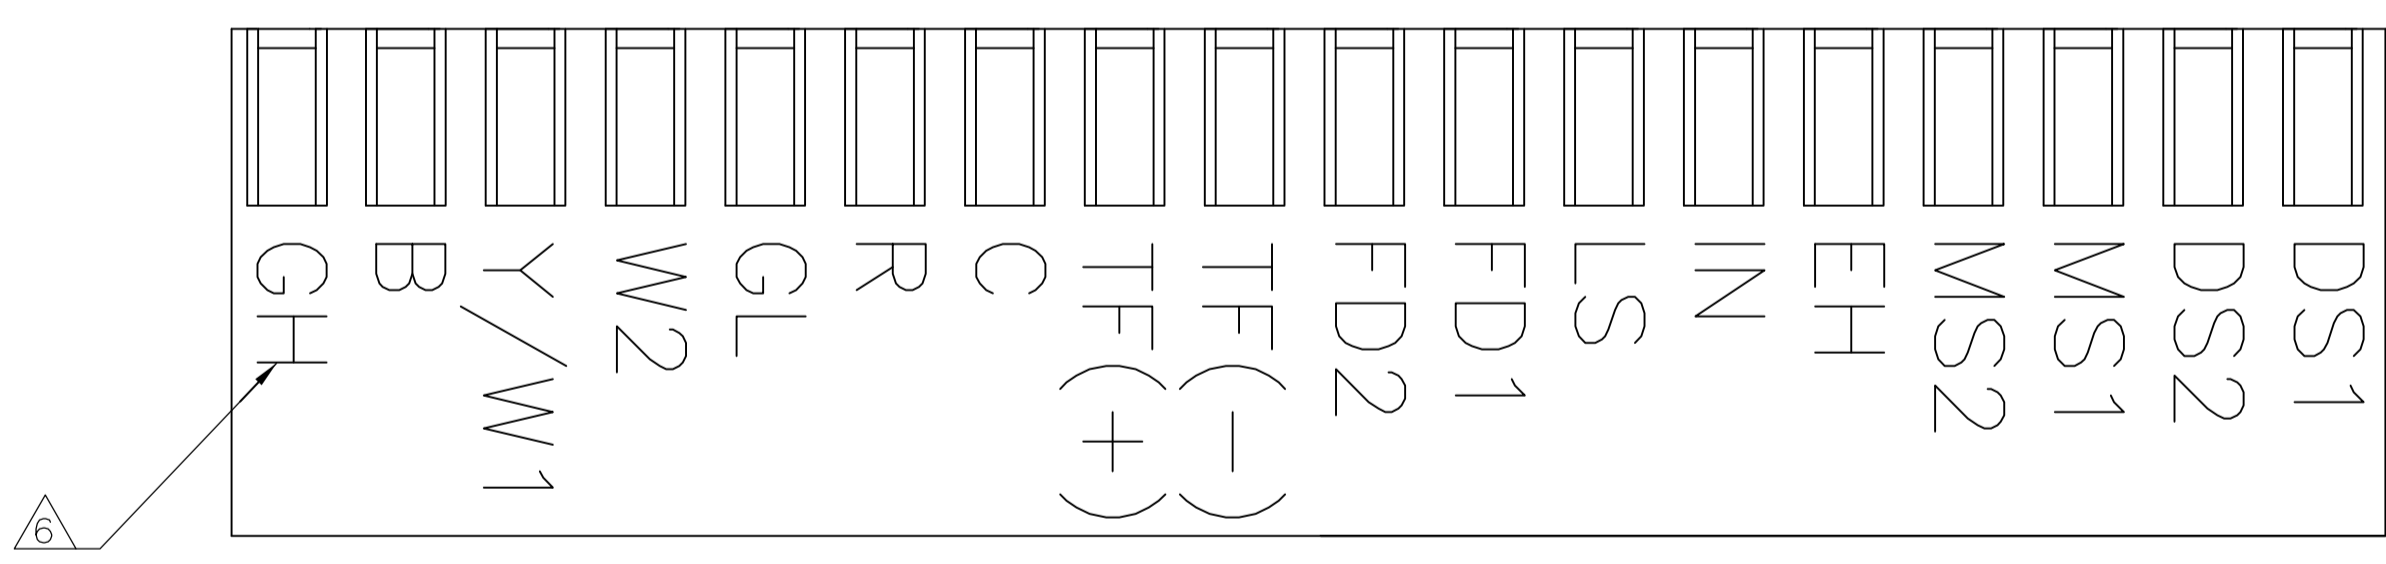 GH
B
Y/W1
W2
GL
R
C
TF(+)
TF(-)
FD2
FD1
LS
IN
EH
MS2
MS1
DS2
DS1
6